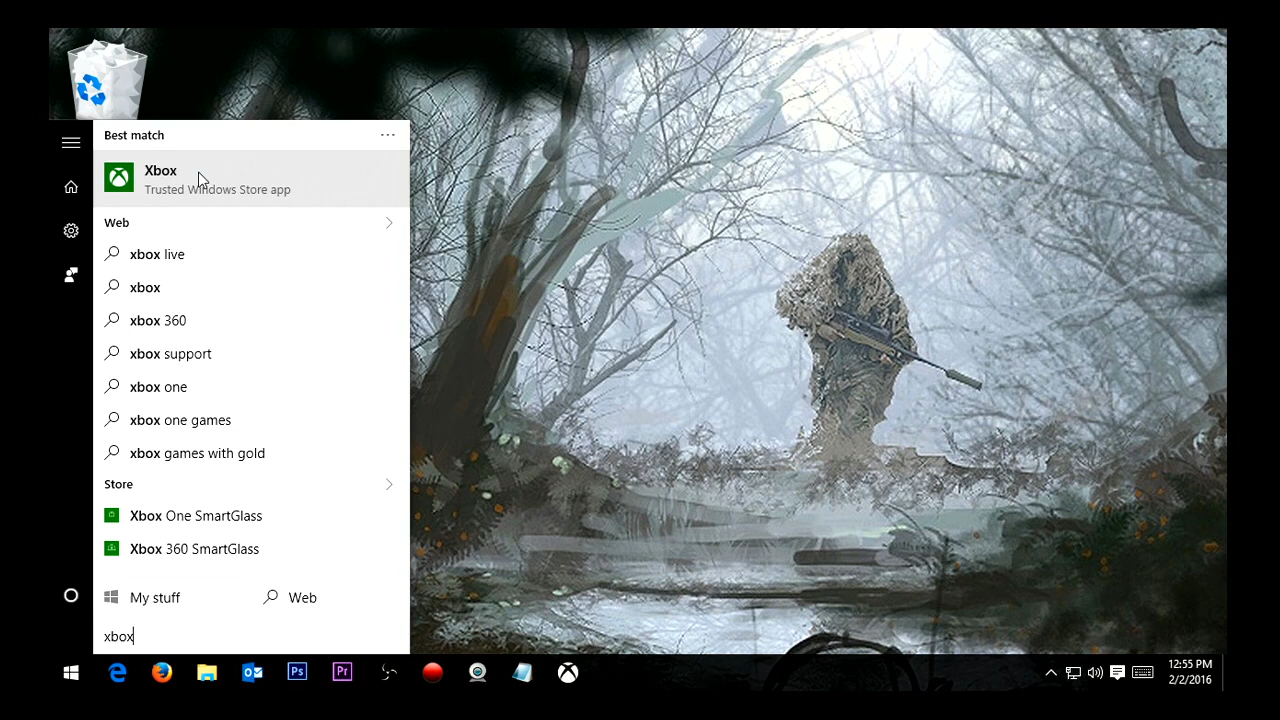 Best match
Xbox
Trusted Windows Store app
Web
xbox live
xbox
xbox 360
xbox support
xbox one
xbox one games
xbox games with gold
Store
Xbox One SmartGlass
Xbox 360 SmartGlass
My stuff
Web
xbox
Ps
Pr
12:55 PM
2/2/2016